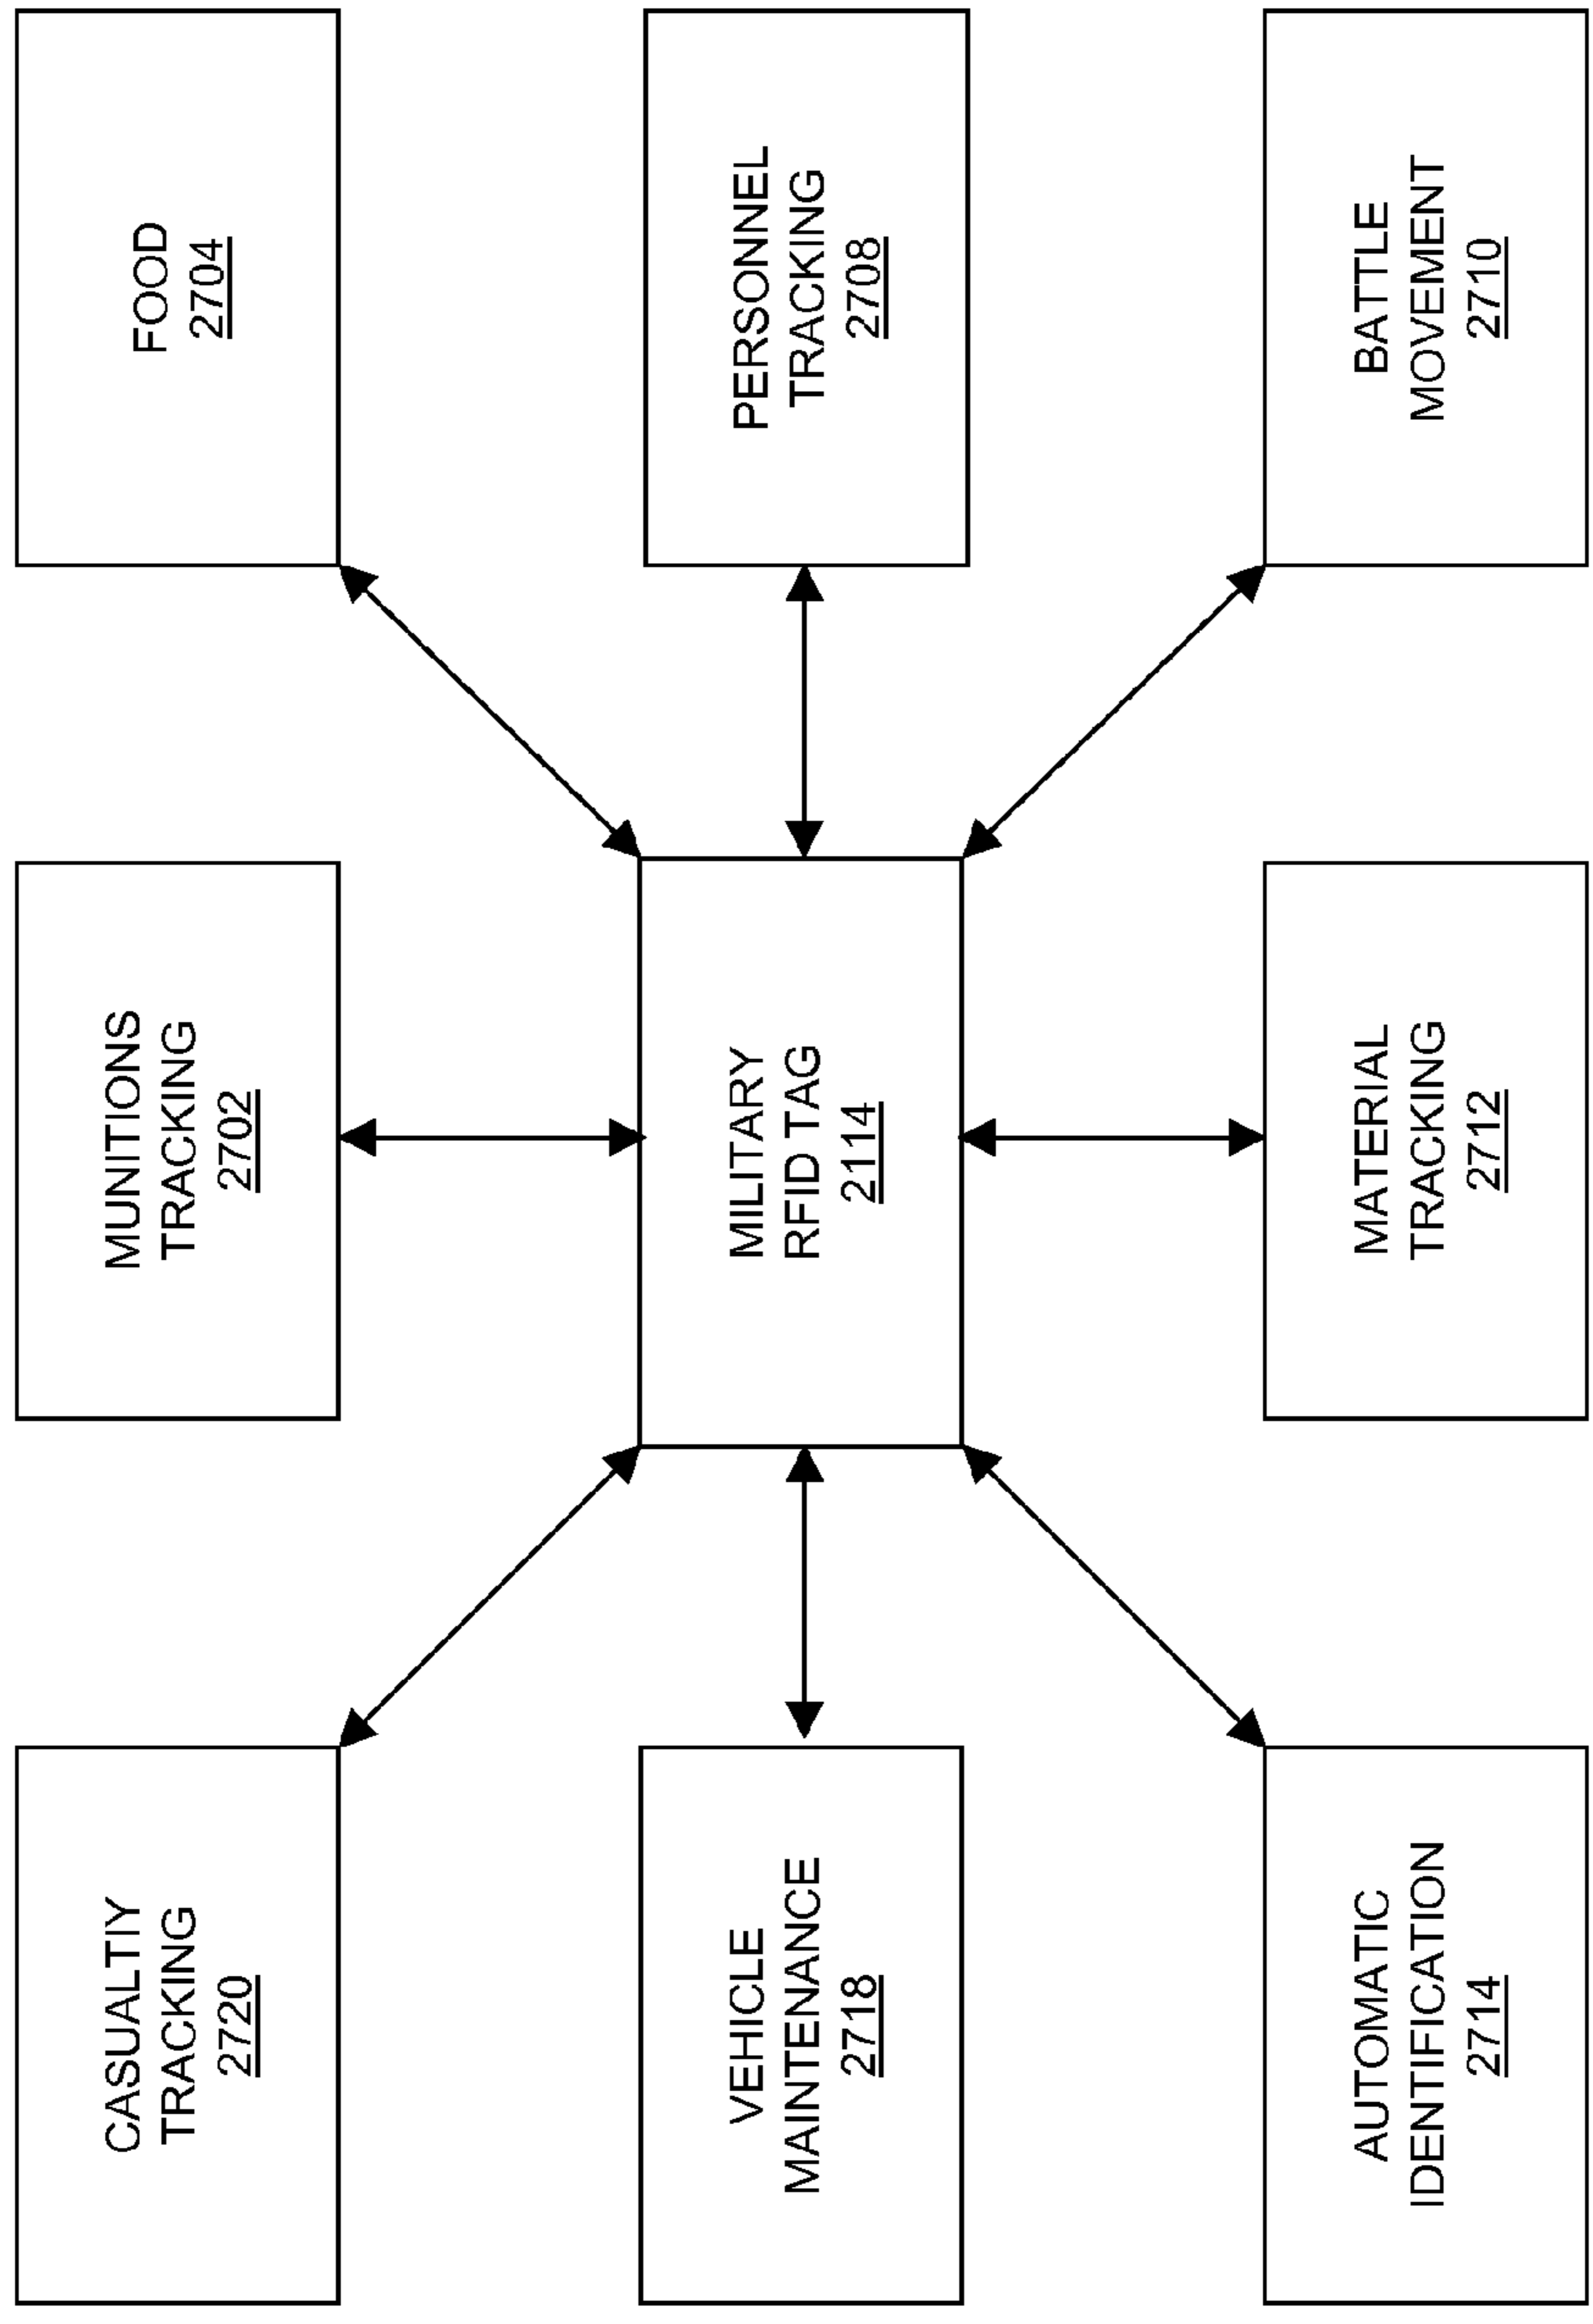 CASUALTIY
TRACKING
2720
MUNITIONS
TRACKING
2702
FOOD
2704
VEHICLE
MAINTENANCE
2718
MILITARY
RFID TAG
2114
PERSONNEL
TRACKING
2708
AUTOMATIC
IDENTIFICATION
2714
MATERIAL
TRACKING
2712
BATTLE
MOVEMENT
2710